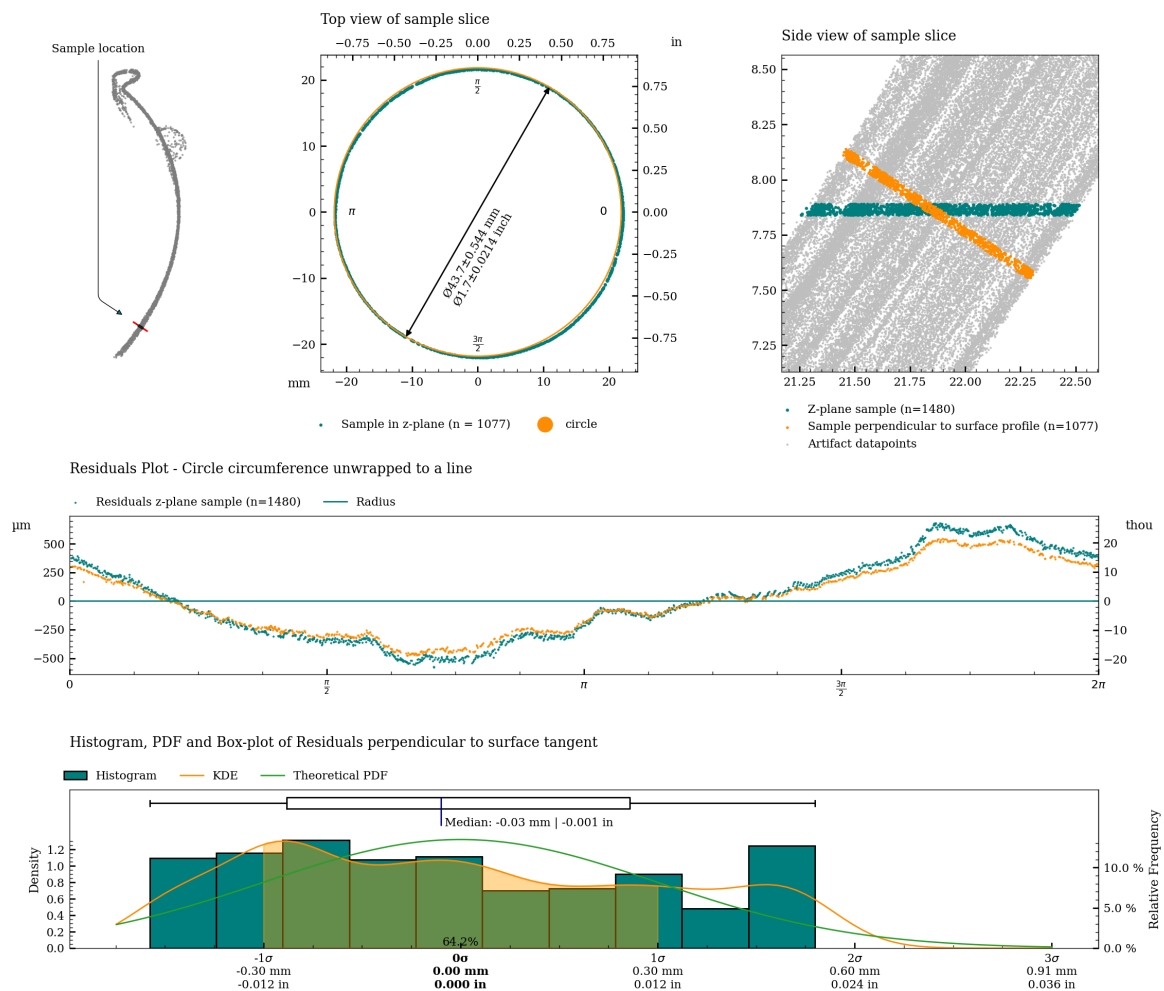 Top view of sample slice
Side view of sample slice
Sample location
−0.75 −0.50 −0.25 0.00 0.25 0.50 0.75 in
20
10
0
−10
−20
mm
−20 −10 0 10 20
0.75
0.50
0.25
0.00
−0.25
−0.50
−0.75
π/2
π
0
3π/2
Ø43.7±0.544 mm
Ø1.7±0.0214 inch
Sample in z-plane (n = 1077)
circle
8.50
8.25
8.00
7.75
7.50
7.25
21.25 21.50 21.75 22.00 22.25 22.50
Z-plane sample (n=1480)
Sample perpendicular to surface profile (n=1077)
Artifact datapoints
Residuals Plot - Circle circumference unwrapped to a line
Residuals z-plane sample (n=1480)
Radius
µm
thou
500
250
0
−250
−500
20
10
0
−10
−20
0 π/2 π 3π/2 2π
Histogram, PDF and Box-plot of Residuals perpendicular to surface tangent
Histogram
KDE
Theoretical PDF
Median: -0.03 mm | -0.001 in
Density
1.2
1.0
0.8
0.6
0.4
0.2
0.0
10.0 %
5.0 %
0.0 %
Relative Frequency
64.2%
-1σ 0σ 1σ 2σ 3σ
-0.30 mm 0.00 mm 0.30 mm 0.60 mm 0.91 mm
-0.012 in 0.000 in 0.012 in 0.024 in 0.036 in